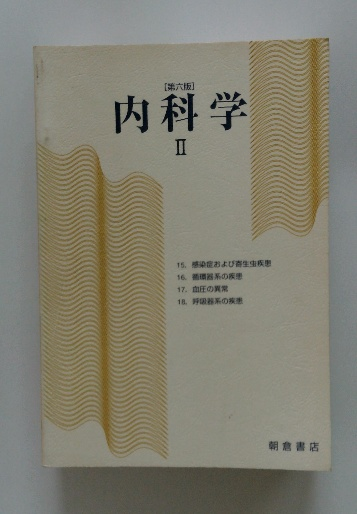 [第六版]
内科学
II
15. 感染症および寄生虫疾患
16. 循環器系の疾患
17. 血圧の異常
18. 呼吸器系の疾患
朝倉書店